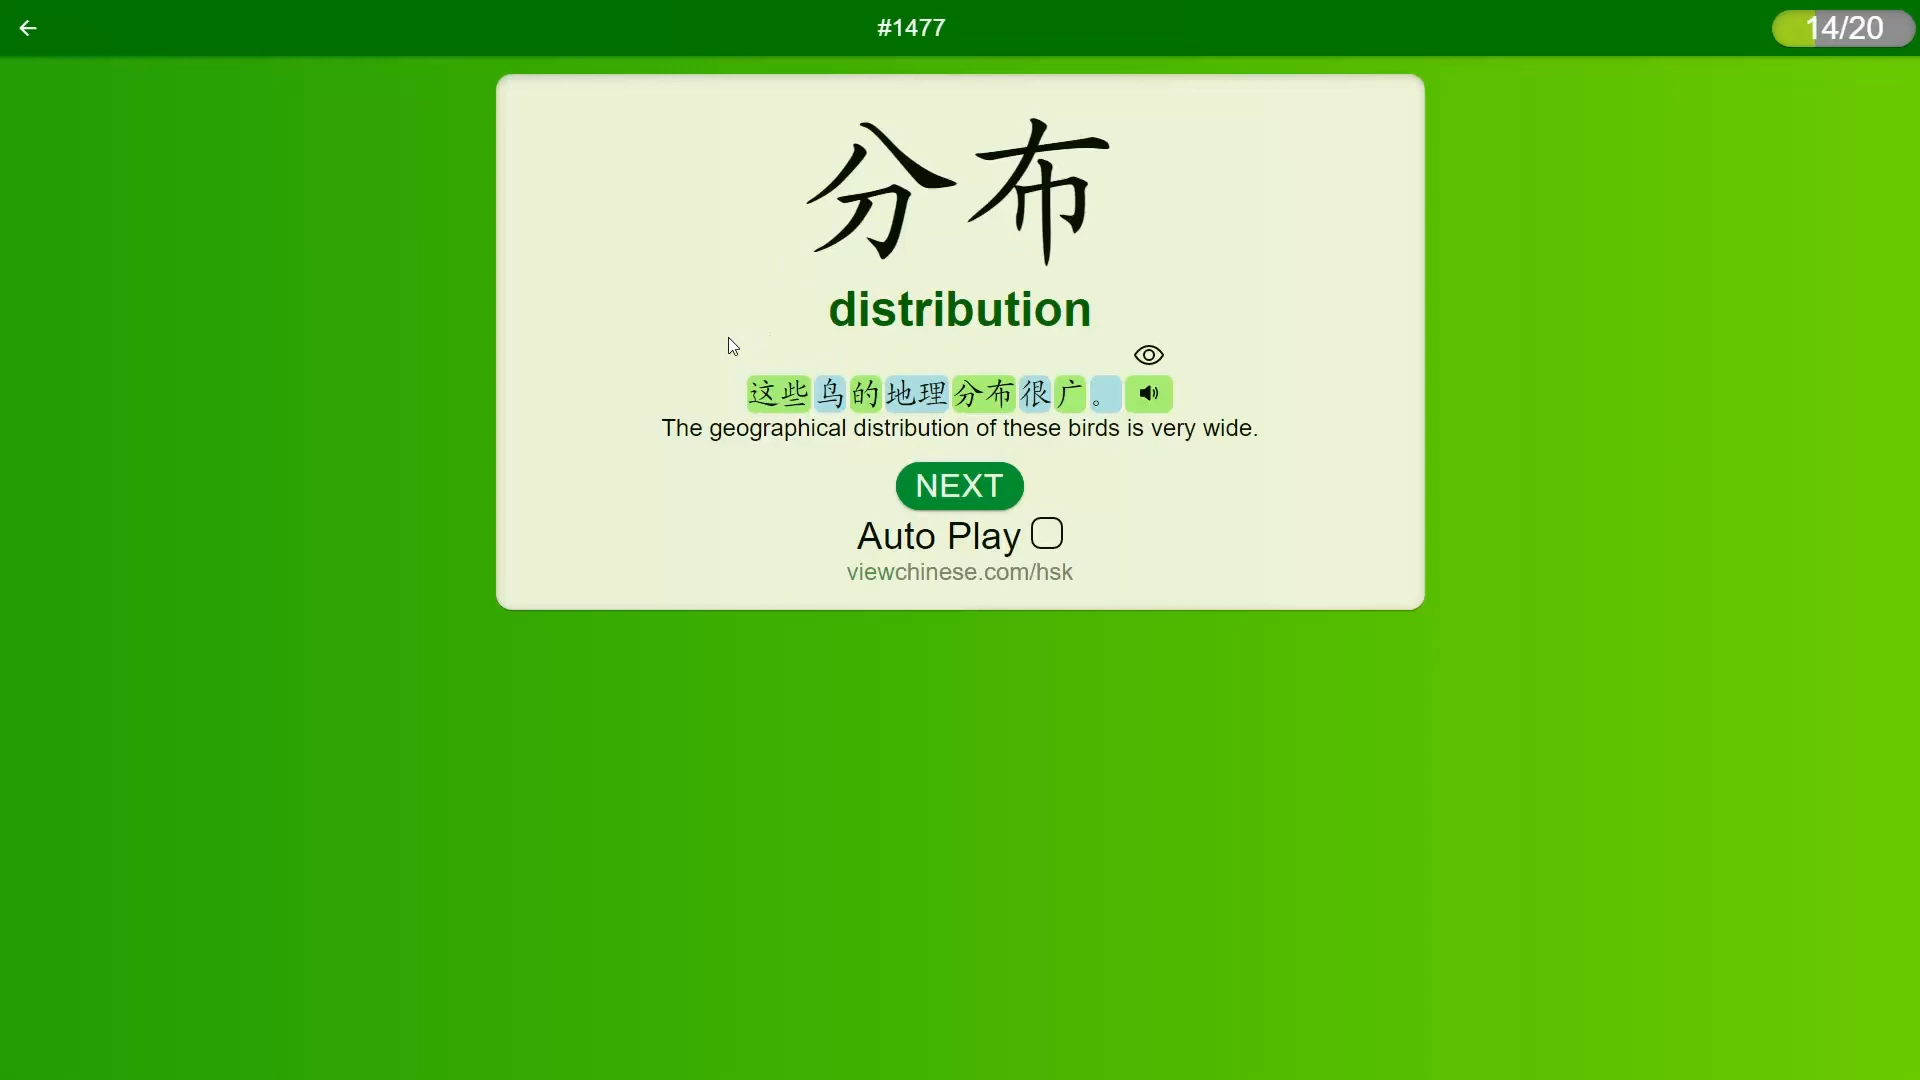 #1477
14/20
分布
distribution
这些鸟的地理分布很广。
The geographical distribution of these birds is very wide.
NEXT
Auto Play
viewchinese.com/hsk